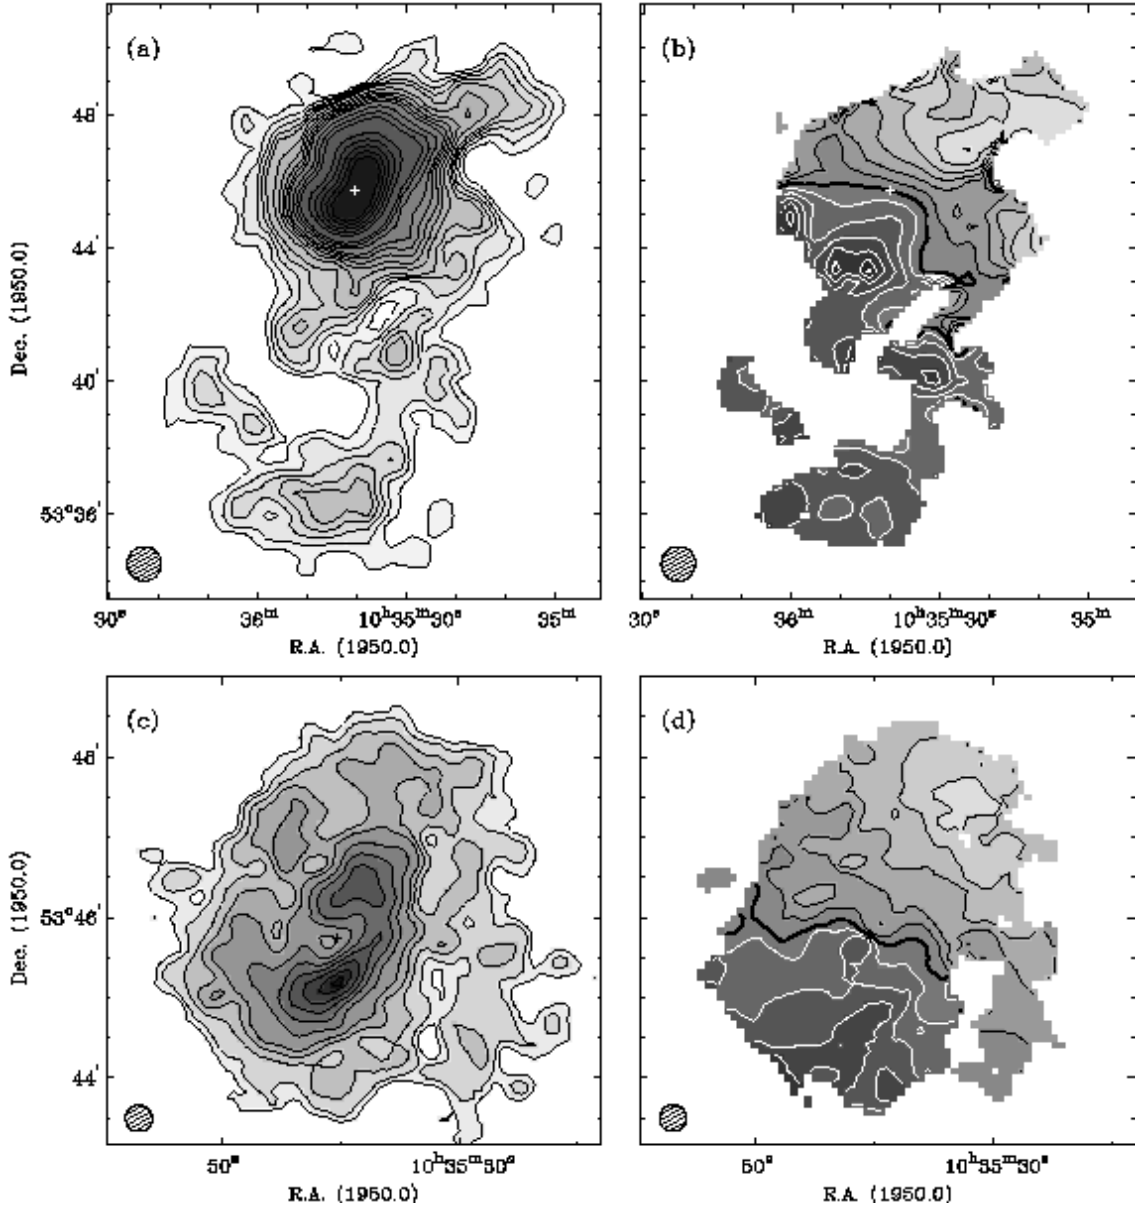 (a)
(b)
48'
44'
40'
53°36'
Dec. (1950.0)
30ˢ 36ᵐ 10ʰ35ᵐ30ˢ 35ᵐ
R.A. (1950.0)
30ˢ 36ᵐ 10ʰ35ᵐ30ˢ 35ᵐ
R.A. (1950.0)
(c)
(d)
48'
53°46'
44'
Dec. (1950.0)
50ˢ 10ʰ35ᵐ30ˢ
R.A. (1950.0)
50ˢ 10ʰ35ᵐ30ˢ
R.A. (1950.0)